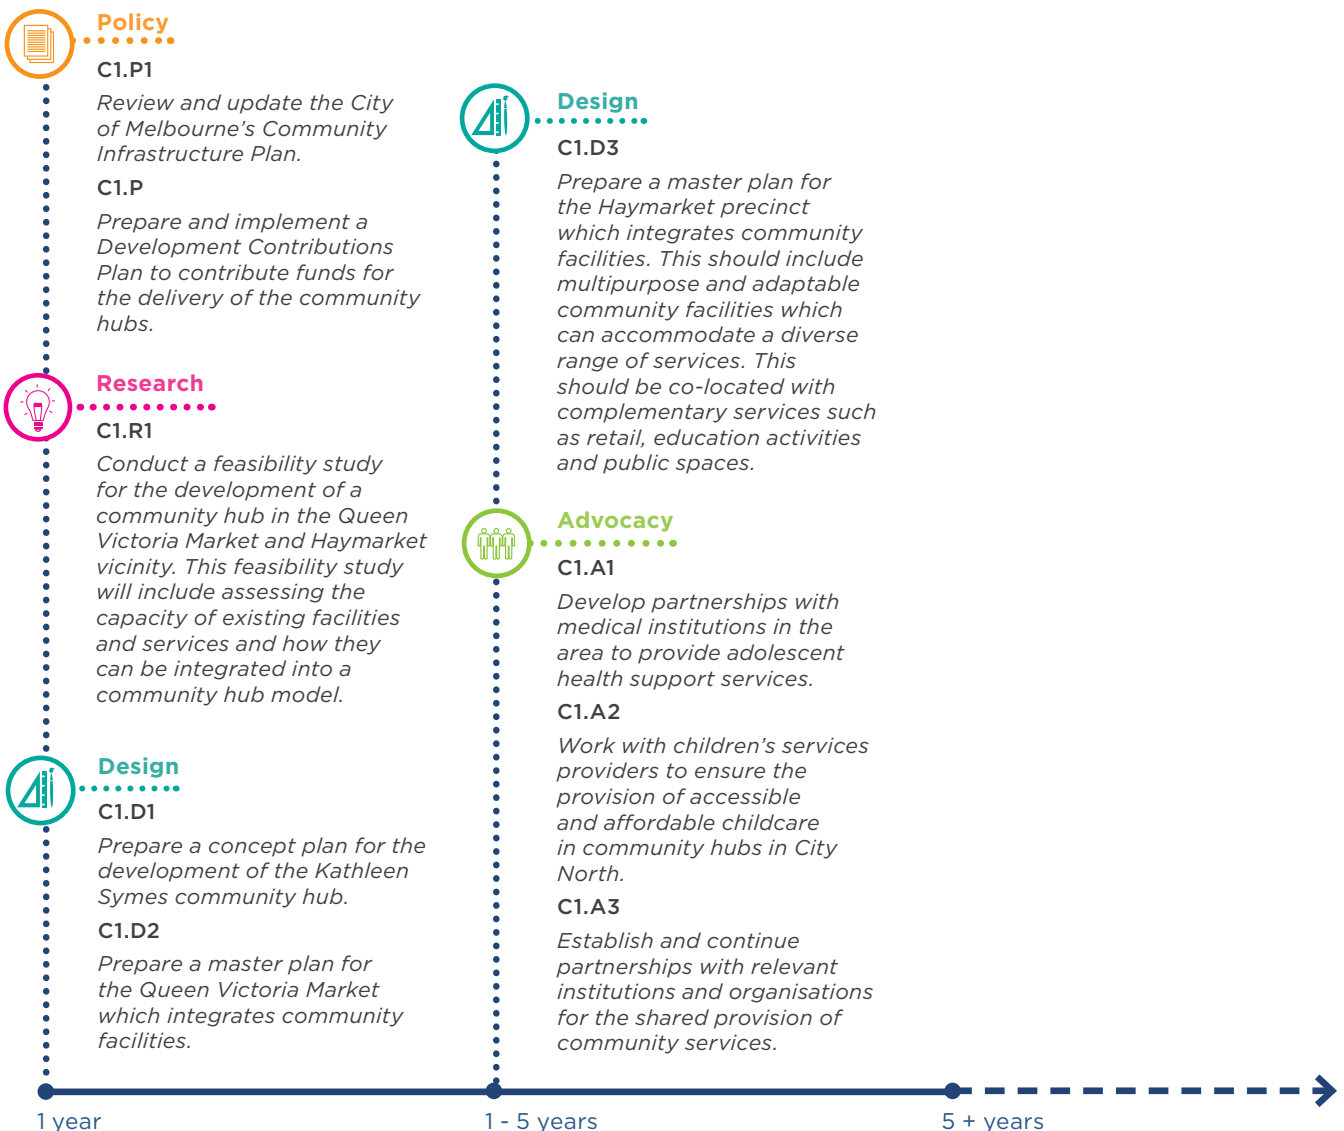 Policy
C1.P1
Review and update the City
of Melbourne’s Community
Infrastructure Plan.
C1.P
Prepare and implement a
Development Contributions
Plan to contribute funds for
the delivery of the community
hubs.
Research
C1.R1
Conduct a feasibility study
for the development of a
community hub in the Queen
Victoria Market and Haymarket
vicinity. This feasibility study
will include assessing the
capacity of existing facilities
and services and how they
can be integrated into a
community hub model.
Design
C1.D1
Prepare a concept plan for the
development of the Kathleen
Symes community hub.
C1.D2
Prepare a master plan for
the Queen Victoria Market
which integrates community
facilities.
Design
C1.D3
Prepare a master plan for
the Haymarket precinct
which integrates community
facilities. This should include
multipurpose and adaptable
community facilities which
can accommodate a diverse
range of services. This
should be co-located with
complementary services such
as retail, education activities
and public spaces.
Advocacy
C1.A1
Develop partnerships with
medical institutions in the
area to provide adolescent
health support services.
C1.A2
Work with children’s services
providers to ensure the
provision of accessible
and affordable childcare
in community hubs in City
North.
C1.A3
Establish and continue
partnerships with relevant
institutions and organisations
for the shared provision of
community services.
1 year
1 - 5 years
5 + years